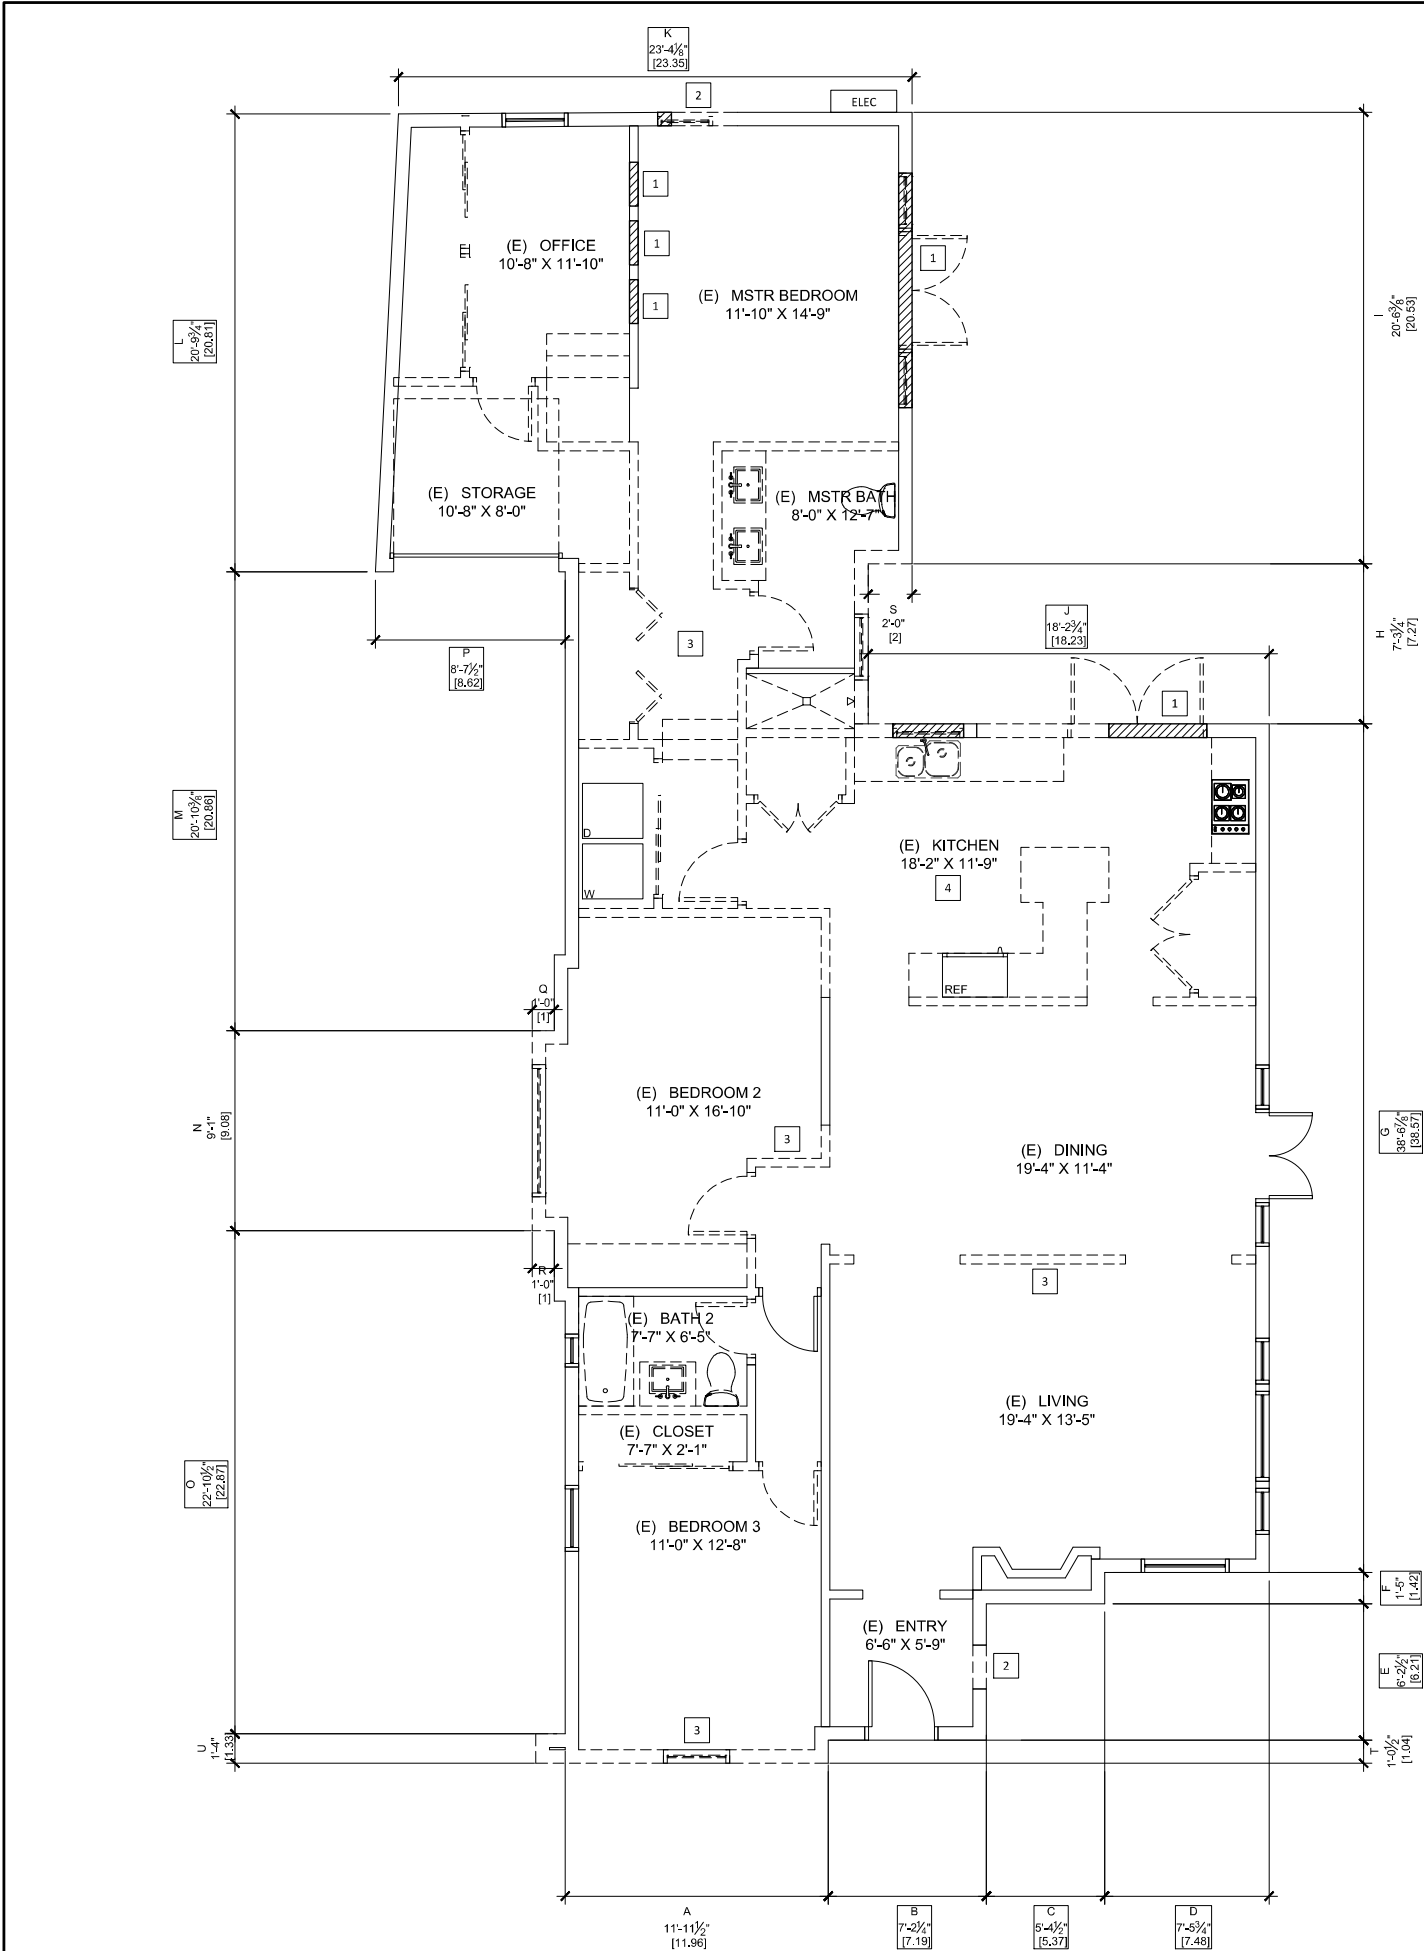 K
23'-4⅛"
[23.35]
2
ELEC
1
(E) OFFICE
10'-8" X 11'-10"
1
1
1
(E) MSTR BEDROOM
11'-10" X 14'-9"
I
20'-6⅜"
[20.53]
L
20'-9¾"
[20.81]
(E) STORAGE
10'-8" X 8'-0"
(E) MSTR BATH
8'-0" X 12'-7"
S
2'-0"
[2]
J
18'-2¾"
[18.23]
H
7'-3¼"
[7.27]
P
8'-7½"
[8.62]
3
1
M
20'-10⅜"
[20.86]
D
W
(E) KITCHEN
18'-2" X 11'-9"
4
REF
Q
1'-0"
[1]
(E) BEDROOM 2
11'-0" X 16'-10"
3
N
9'-1"
[9.08]
(E) DINING
19'-4" X 11'-4"
G
38'-6⅞"
[38.57]
R
1'-0"
[1]
3
(E) BATH 2
7'-7" X 6'-5"
(E) LIVING
19'-4" X 13'-5"
(E) CLOSET
7'-7" X 2'-1"
O
22'-10½"
[22.87]
(E) BEDROOM 3
11'-0" X 12'-8"
F
1'-5"
[1.42]
(E) ENTRY
6'-6" X 5'-9"
2
E
6'-2½"
[6.21]
3
U
1'-4"
[1.33]
T
1'-0½"
[1.04]
A
11'-11½"
[11.96]
B
7'-2¼"
[7.19]
C
5'-4½"
[5.37]
D
7'-5¾"
[7.48]